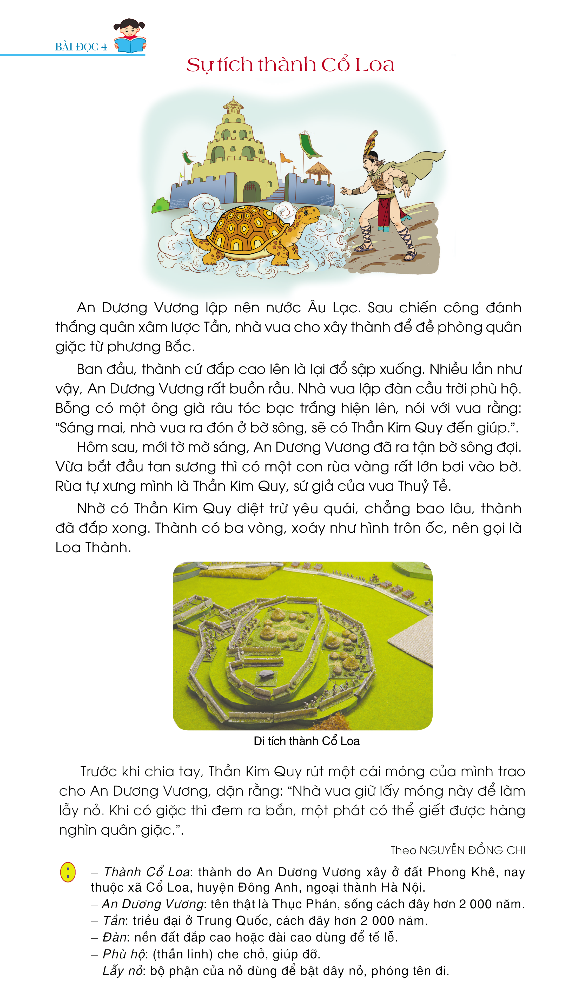 BÀI ĐỌC 4
Sự tích thành Cổ Loa
An Dương Vương lập nên nước Âu Lạc. Sau chiến công đánh
thắng quân xâm lược Tần, nhà vua cho xây thành để đề phòng quân
giặc từ phương Bắc.
Ban đầu, thành cứ đắp cao lên là lại đổ sập xuống. Nhiều lần như
vậy, An Dương Vương rất buồn rầu. Nhà vua lập đàn cầu trời phù hộ.
Bỗng có một ông già râu tóc bạc trắng hiện lên, nói với vua rằng:
“Sáng mai, nhà vua ra đón ở bờ sông, sẽ có Thần Kim Quy đến giúp.”.
Hôm sau, mới tờ mờ sáng, An Dương Vương đã ra tận bờ sông đợi.
Vừa bắt đầu tan sương thì có một con rùa vàng rất lớn bơi vào bờ.
Rùa tự xưng mình là Thần Kim Quy, sứ giả của vua Thuỷ Tề.
Nhờ có Thần Kim Quy diệt trừ yêu quái, chẳng bao lâu, thành
đã đắp xong. Thành có ba vòng, xoáy như hình trôn ốc, nên gọi là
Loa Thành.
Di tích thành Cổ Loa
Trước khi chia tay, Thần Kim Quy rút một cái móng của mình trao
cho An Dương Vương, dặn rằng: “Nhà vua giữ lấy móng này để làm
lẫy nỏ. Khi có giặc thì đem ra bắn, một phát có thể giết được hàng
nghìn quân giặc.”.
Theo NGUYỄN ĐỔNG CHI
:
– Thành Cổ Loa: thành do An Dương Vương xây ở đất Phong Khê, nay
thuộc xã Cổ Loa, huyện Đông Anh, ngoại thành Hà Nội.
– An Dương Vương: tên thật là Thục Phán, sống cách đây hơn 2 000 năm.
– Tần: triều đại ở Trung Quốc, cách đây hơn 2 000 năm.
– Đàn: nền đất đắp cao hoặc đài cao dùng để tế lễ.
– Phù hộ: (thần linh) che chở, giúp đỡ.
– Lẫy nỏ: bộ phận của nỏ dùng để bật dây nỏ, phóng tên đi.